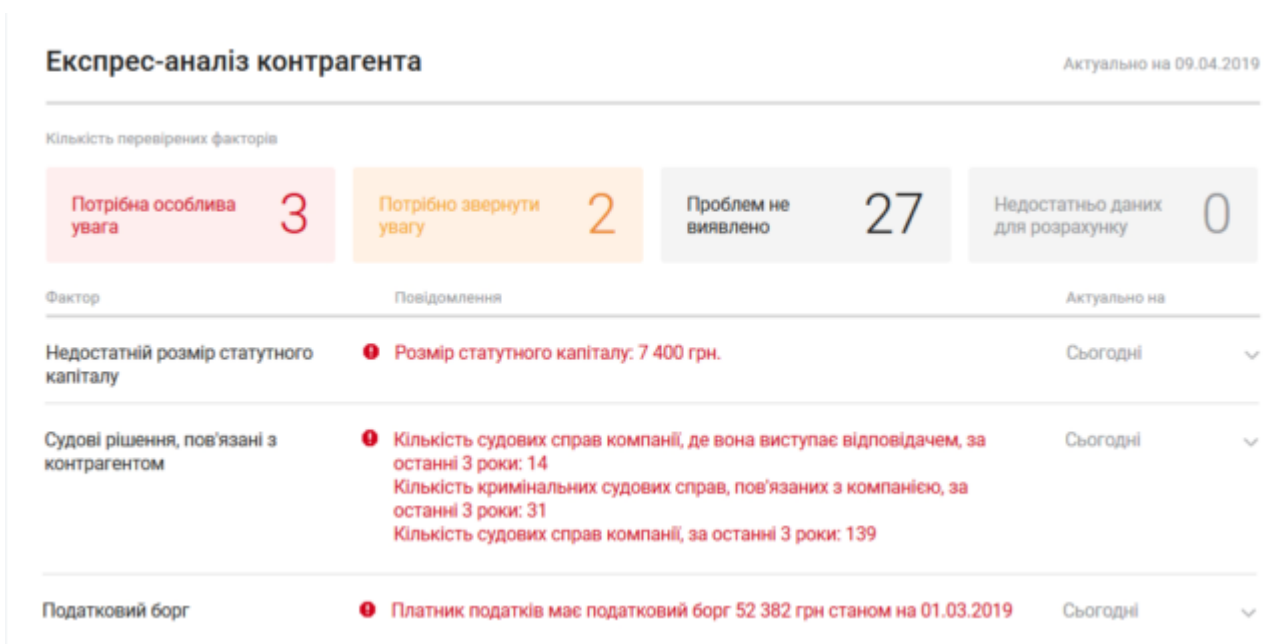 Експрес-аналіз контрагента
Актуально на 09.04.2019
Кількість перевірених факторів
Потрібна особлива увага 3
Потрібно звернути увагу 2
Проблем не виявлено 27
Недостатньо даних для розрахунку 0
Фактор Повідомлення Актуально на
Недостатній розмір статутного капіталу
Розмір статутного капіталу: 7 400 грн.
Сьогодні
Судові рішення, пов'язані з контрагентом
Кількість судових справ компанії, де вона виступає відповідачем, за
останні 3 роки: 14
Кількість кримінальних судових справ, пов'язаних з компанією, за
останні 3 роки: 31
Кількість судових справ компанії, за останні 3 роки: 139
Сьогодні
Податковий борг
Платник податків має податковий борг 52 382 грн станом на 01.03.2019
Сьогодні